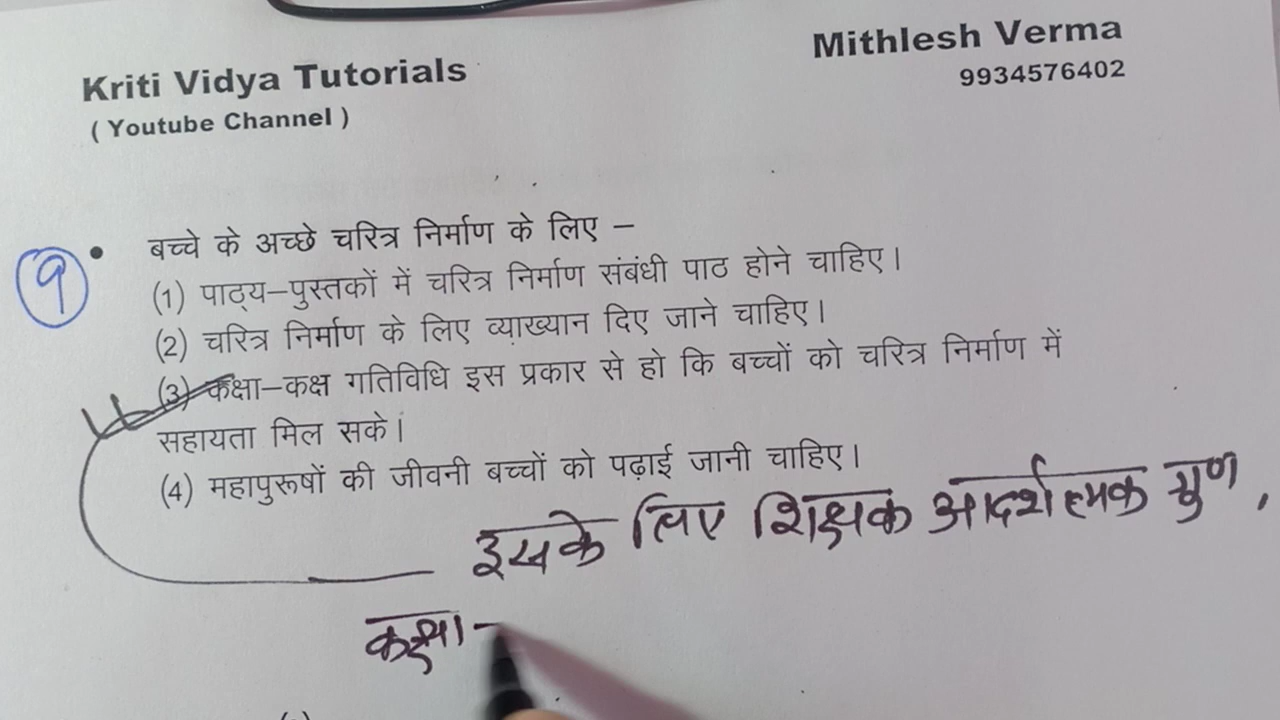 Kriti Vidya Tutorials
( Youtube Channel )
Mithlesh Verma
9934576402
9
• बच्चे के अच्छे चरित्र निर्माण के लिए –
(1) पाठ्य–पुस्तकों में चरित्र निर्माण संबंधी पाठ होने चाहिए।
(2) चरित्र निर्माण के लिए व्याख्यान दिए जाने चाहिए।
(3) कक्षा–कक्ष गतिविधि इस प्रकार से हो कि बच्चों को चरित्र निर्माण में
सहायता मिल सके।
(4) महापुरूषों की जीवनी बच्चों को पढ़ाई जानी चाहिए।
इसके लिए शिक्षक आदर्शत्मक गुण,
कक्षा-